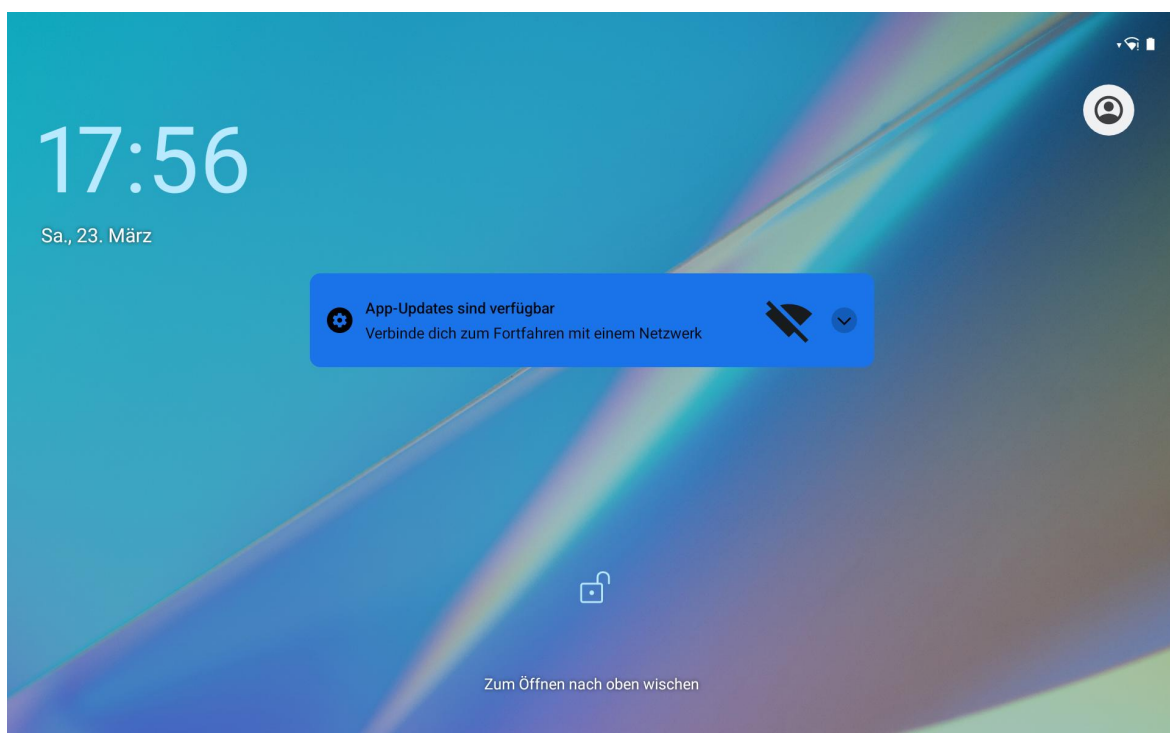 17:56
Sa., 23. März
App-Updates sind verfügbar
Verbinde dich zum Fortfahren mit einem Netzwerk
Zum Öffnen nach oben wischen